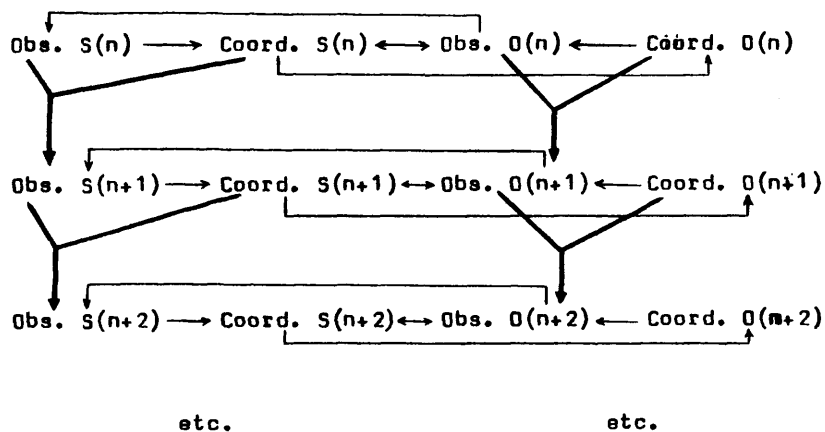 Obs. S(n) Coord. S(n) Obs. O(n) Coord. O(n)
Obs. S(n+1) Coord. S(n+1) Obs. O(n+1) Coord. O(n+1)
Obs. S(n+2) Coord. S(n+2) Obs. O(n+2) Coord. O(n+2)
etc. etc.